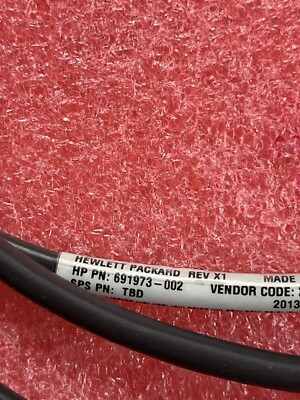 HEWLETT PACKARD REV X1 MADE
HP PN: 691973-002 VENDOR CODE:
SPS PN: TBD 2013